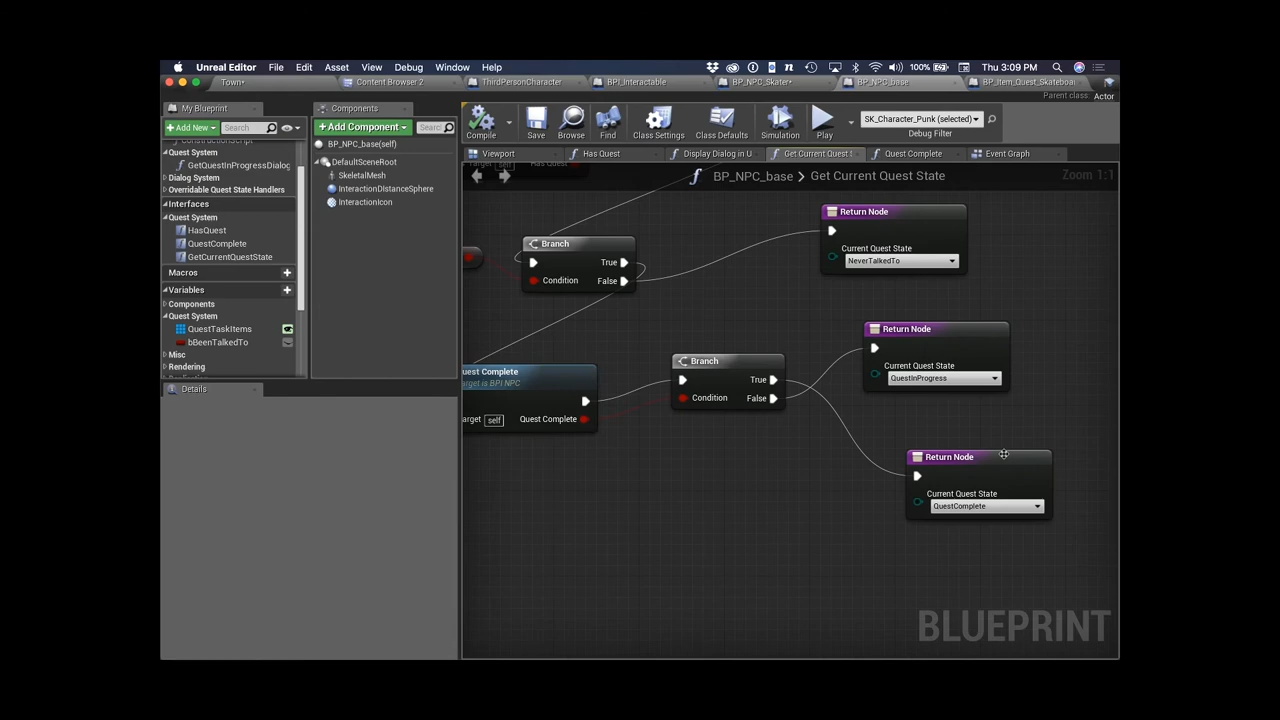 Unreal Editor File Edit Asset View Debug Window Help 100% Thu 3:09 PM
Town• Content Browser 2 ThirdPersonCharacter BPI_Interactable BP_NPC_Skater• BP_NPC_base BP_Item_Quest_Skateboa
Parent class: Actor
My Blueprint Components
Add New Search Add Component Search
Compile Save Browse Find Class Settings Class Defaults Simulation Play SK_Character_Punk (selected) Debug Filter
BP_NPC_base(self)
DefaultSceneRoot
SkeletalMesh
InteractionDistanceSphere
InteractionIcon
ConstructionScript
Quest System
GetQuestInProgressDialog
Dialog System
Overridable Quest State Handlers
Interfaces
Quest System
HasQuest
QuestComplete
GetCurrentQuestState
Macros
Variables
Components
Quest System
QuestTaskItems
bBeenTalkedTo
Misc
Rendering
Details
Viewport Has Quest Display Dialog in U Get Current Quest Quest Complete Event Graph
Target self Has Quest
BP_NPC_base > Get Current Quest State Zoom 1:1
Branch
True
Condition False
Return Node
Current Quest State
NeverTalkedTo
uest Complete
arget is BPI NPC
arget self Quest Complete
Branch
True
Condition False
Return Node
Current Quest State
QuestInProgress
Return Node
Current Quest State
QuestComplete
BLUEPRINT